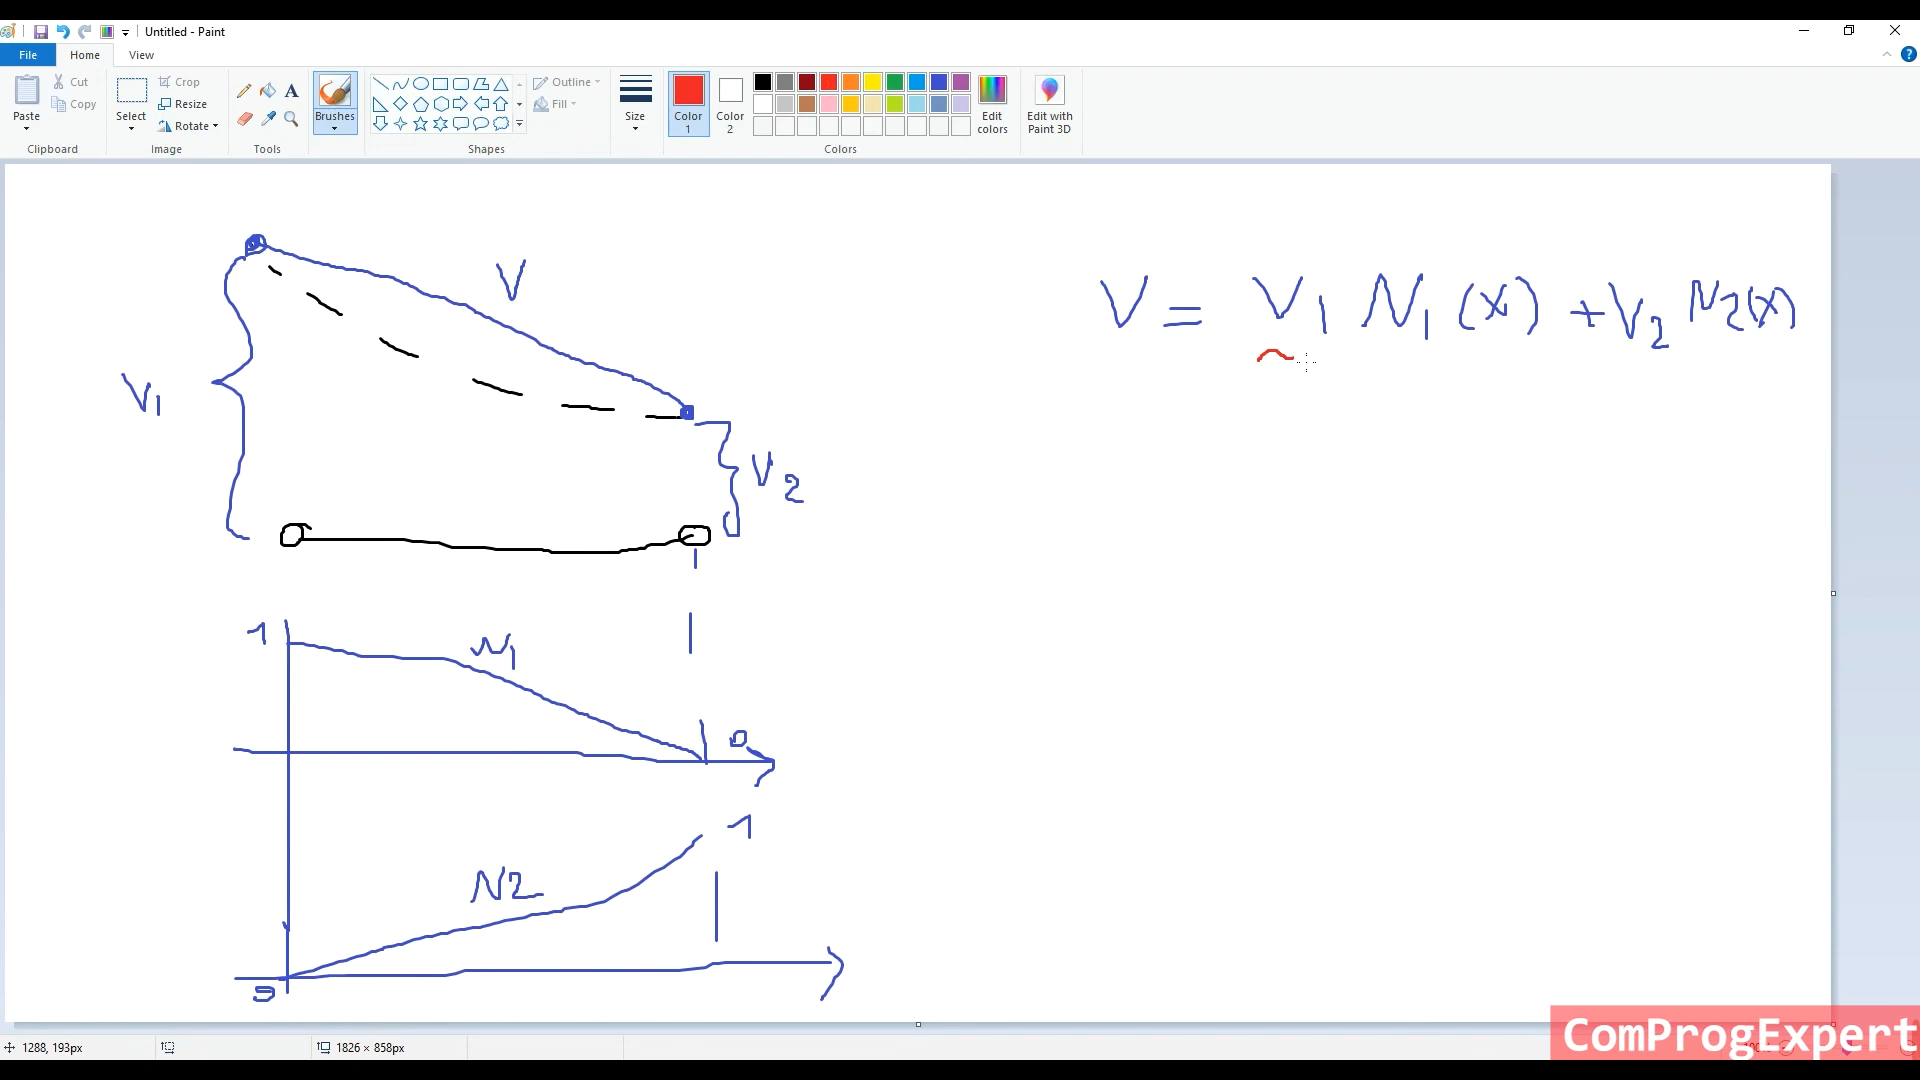 Untitled - Paint
File Home View
Cut
Copy
Paste
Clipboard
Crop
Resize
Rotate
Select
Image
Tools
Brushes
Shapes
Outline
Fill
Size
Color 1
Color 2
Edit colors
Edit with Paint 3D
Colors
V
V1
V2
V = V1 N1 (x) + V2 N2(x)
1
N1
0
1
N2
0
1288, 193px
1826 × 858px
ComProgExpert